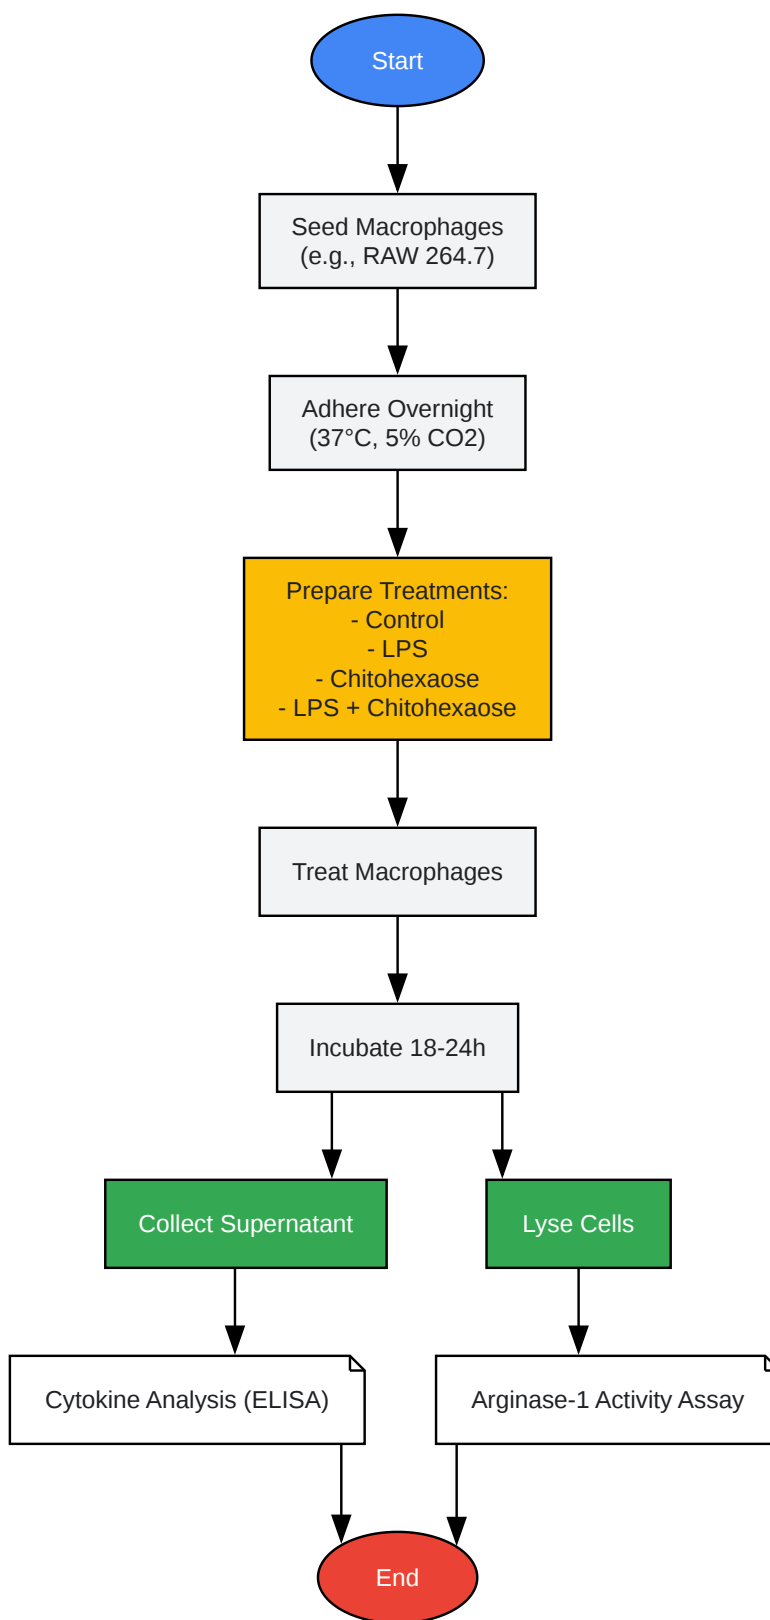 Start
Seed Macrophages
(e.g., RAW 264.7)
Adhere Overnight
(37°C, 5% CO2)
Prepare Treatments:
- Control
- LPS
- Chitohexaose
- LPS + Chitohexaose
Treat Macrophages
Incubate 18-24h
Collect Supernatant
Lyse Cells
Cytokine Analysis (ELISA)
Arginase-1 Activity Assay
End